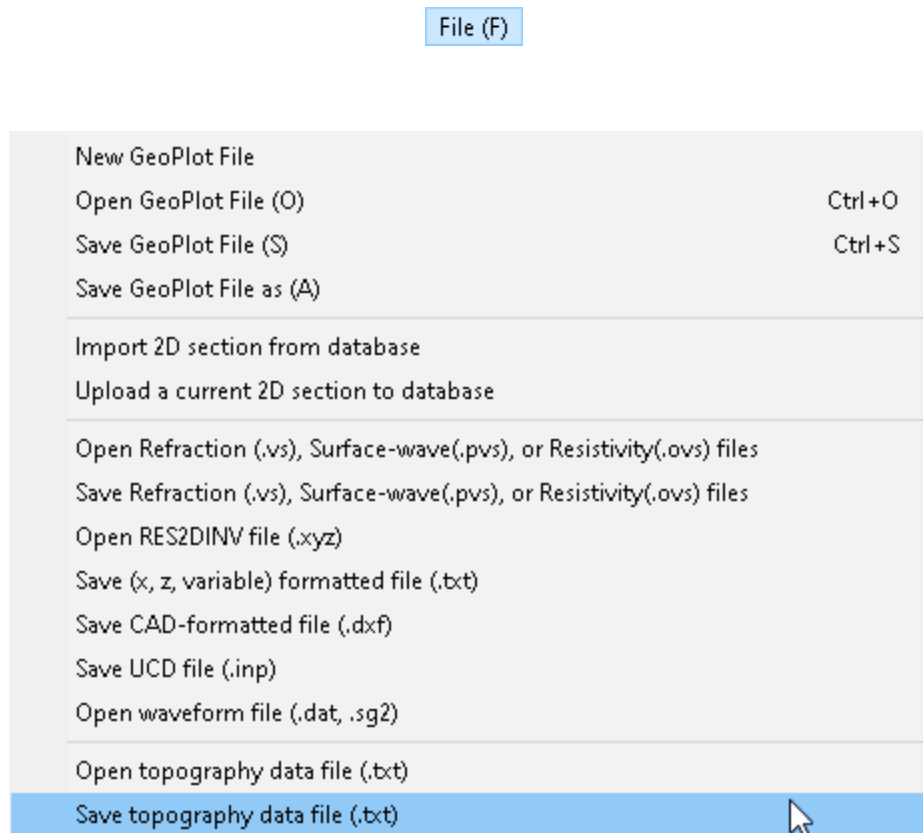 File (F)
New GeoPlot File
Open GeoPlot File (O) Ctrl+O
Save GeoPlot File (S) Ctrl+S
Save GeoPlot File as (A)
Import 2D section from database
Upload a current 2D section to database
Open Refraction (.vs), Surface-wave(.pvs), or Resistivity(.ovs) files
Save Refraction (.vs), Surface-wave(.pvs), or Resistivity(.ovs) files
Open RES2DINV file (.xyz)
Save (x, z, variable) formatted file (.txt)
Save CAD-formatted file (.dxf)
Save UCD file (.inp)
Open waveform file (.dat, .sg2)
Open topography data file (.txt)
Save topography data file (.txt)